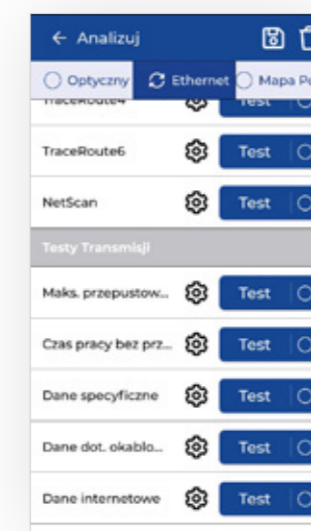 ← Analizuj
Optyczny Ethernet Mapa Po
TraceRoute4 Test
TraceRoute6 Test
NetScan Test
Testy Transmisji
Maks. przepustow... Test
Czas pracy bez prz... Test
Dane specyficzne Test
Dane dot. okablo... Test
Dane internetowe Test